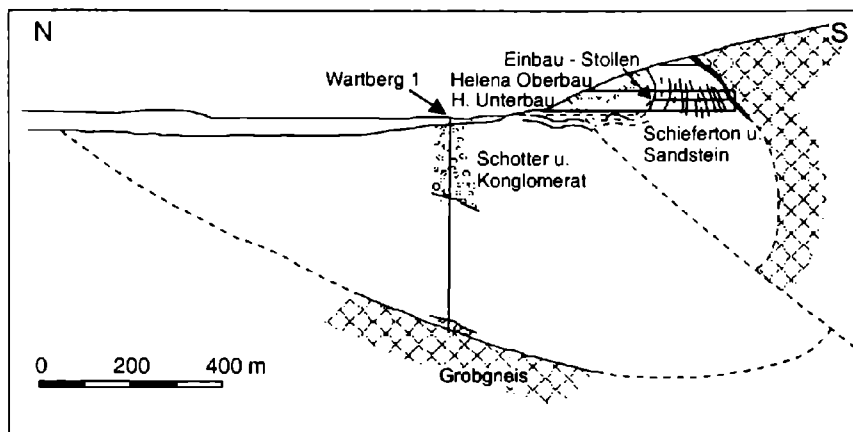 N
S
Einbau - Stollen
Wartberg 1
Helena Oberbau
H. Unterbau
Schieferton u.
Sandstein
Schotter u.
Konglomerat
0 200 400 m
Grobgneis